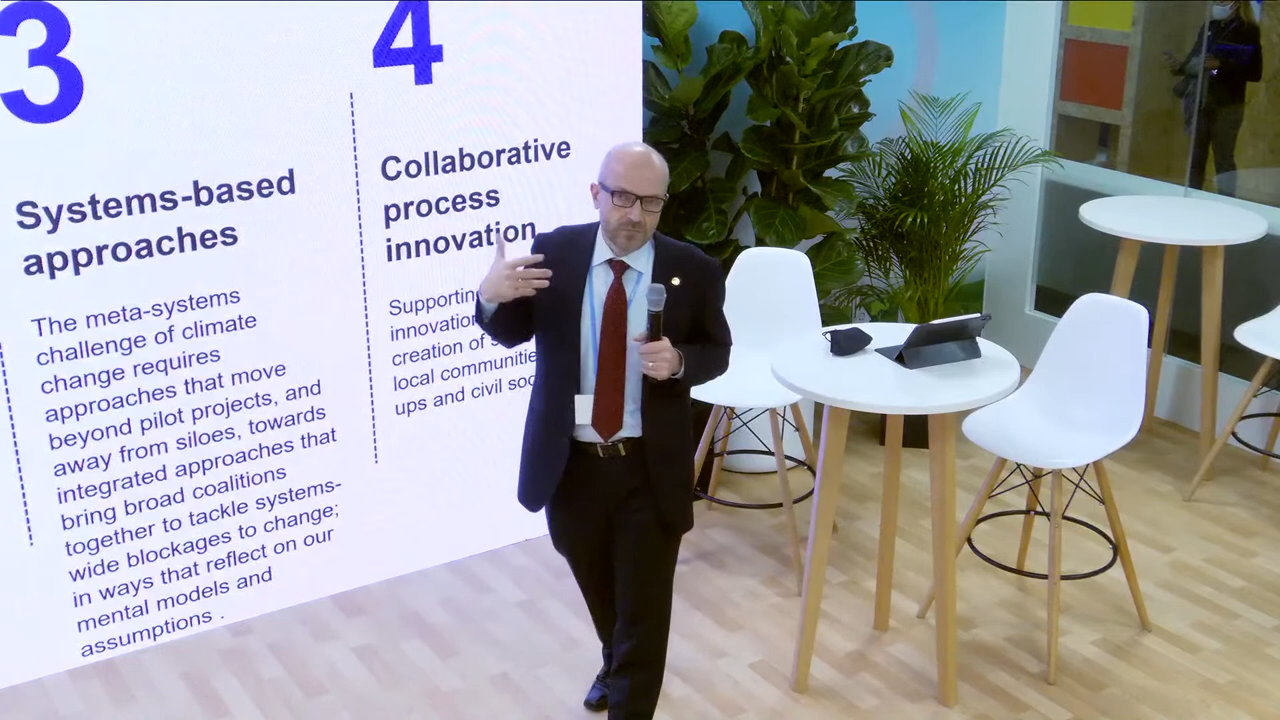 3
Systems-based
approaches
The meta-systems
challenge of climate
change requires
approaches that move
beyond pilot projects, and
away from siloes, towards
integrated approaches that
bring broad coalitions
together to tackle systems-
wide blockages to change;
in ways that reflect on our
mental models and
assumptions .
4
Collaborative
process
innovation
Supportin
innovation
creation of
local communitie
ups and civil soc